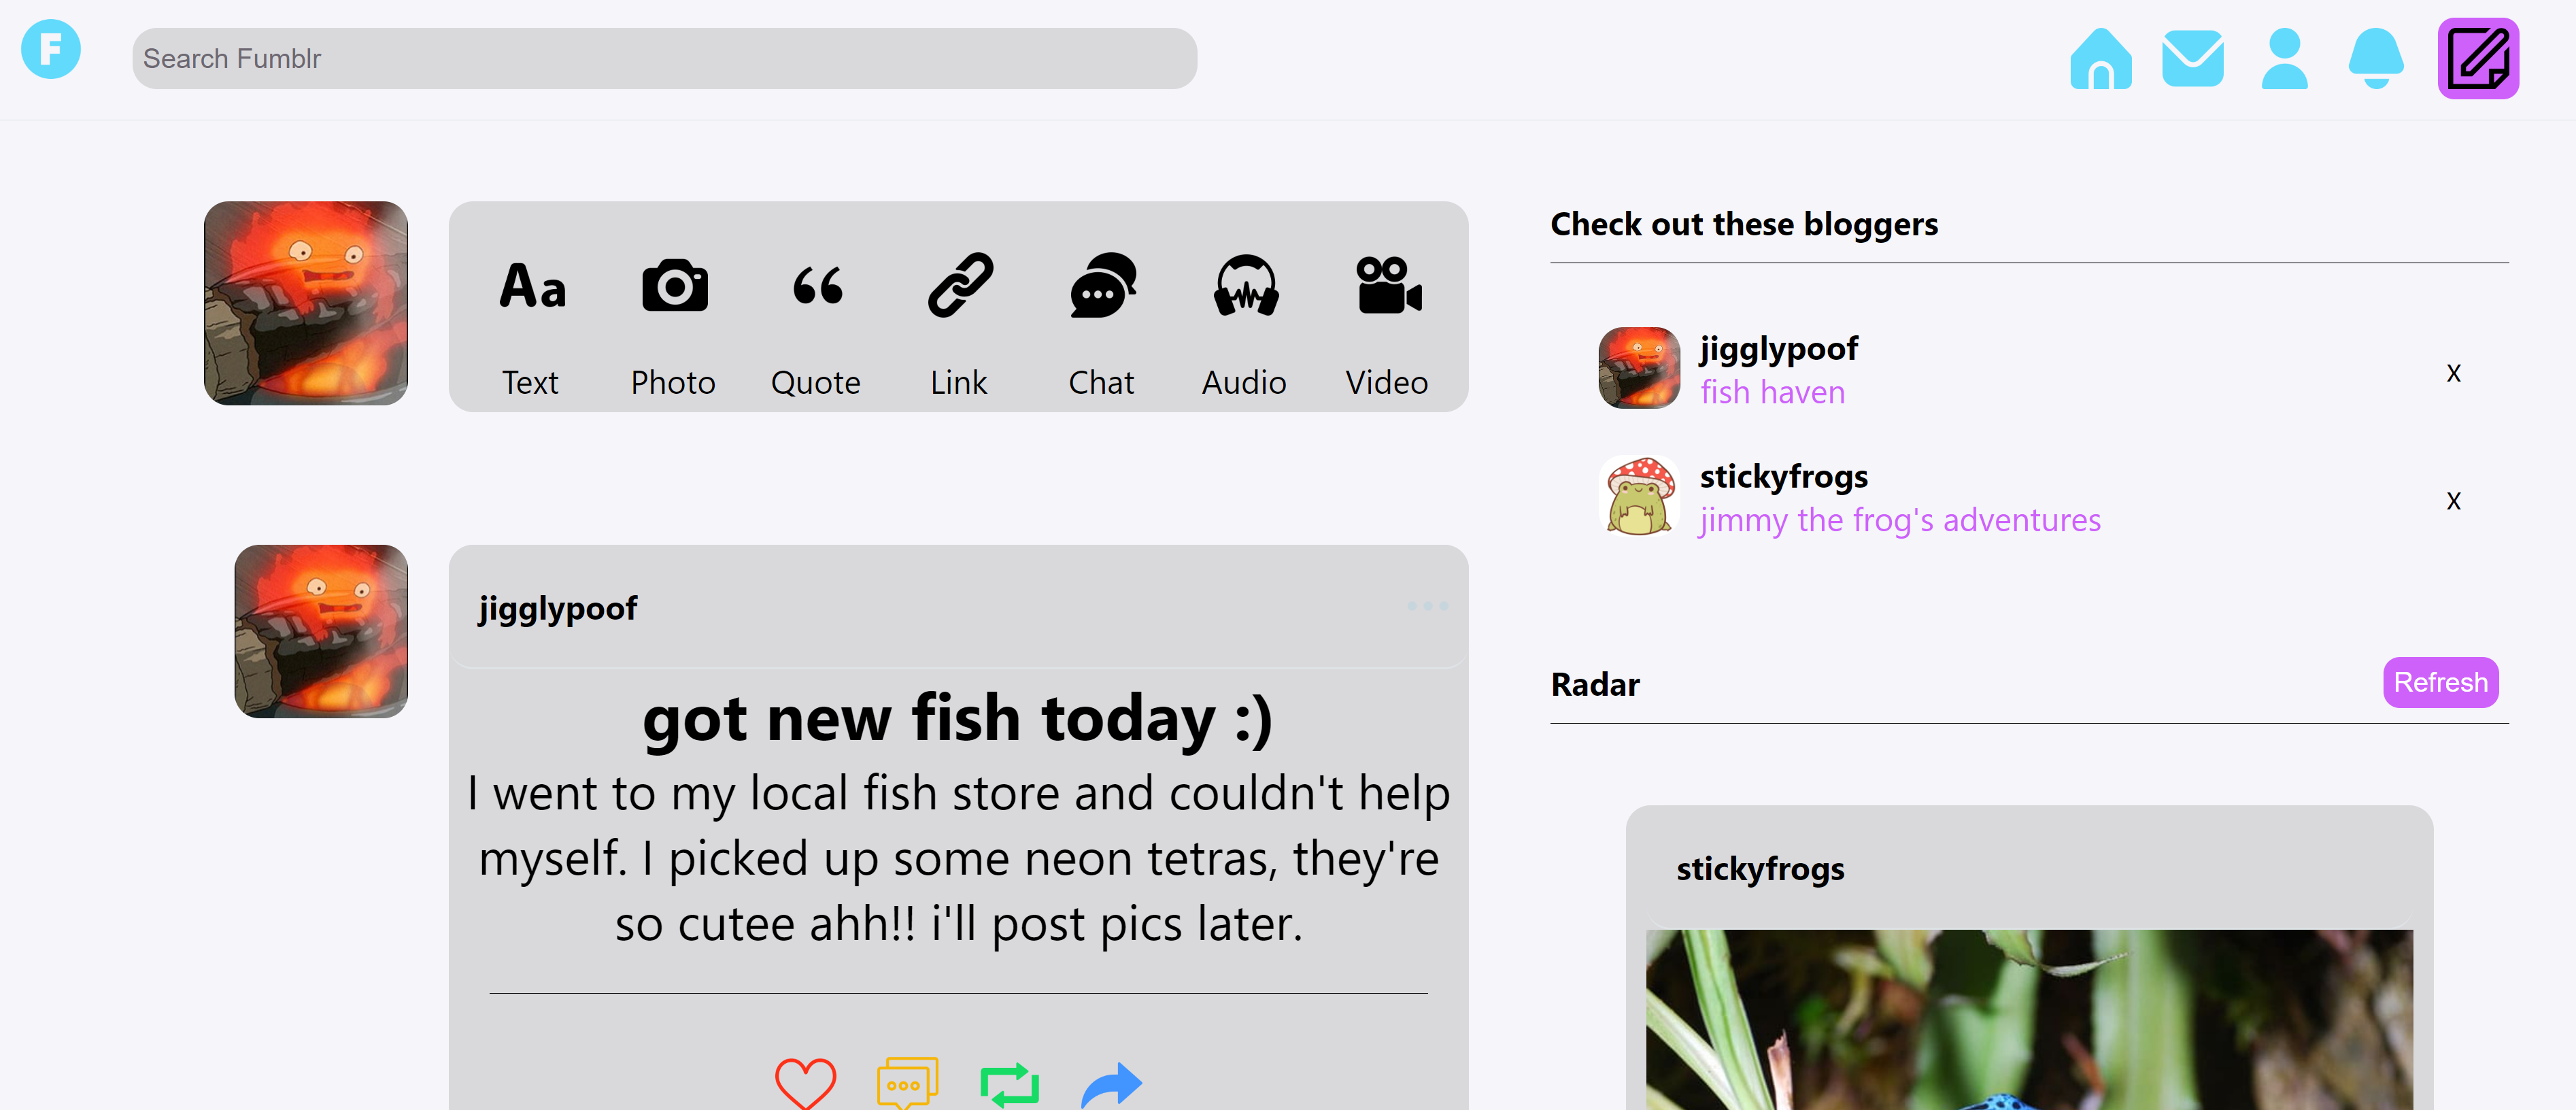 F
Search Fumblr
Aa
Text
Photo
Quote
Link
Chat
Audio
Video
jigglypoof
got new fish today :)
I went to my local fish store and couldn't help
myself. I picked up some neon tetras, they're
so cutee ahh!! i'll post pics later.
Check out these bloggers
jigglypoof
fish haven
x
stickyfrogs
jimmy the frog's adventures
x
Radar
Refresh
stickyfrogs